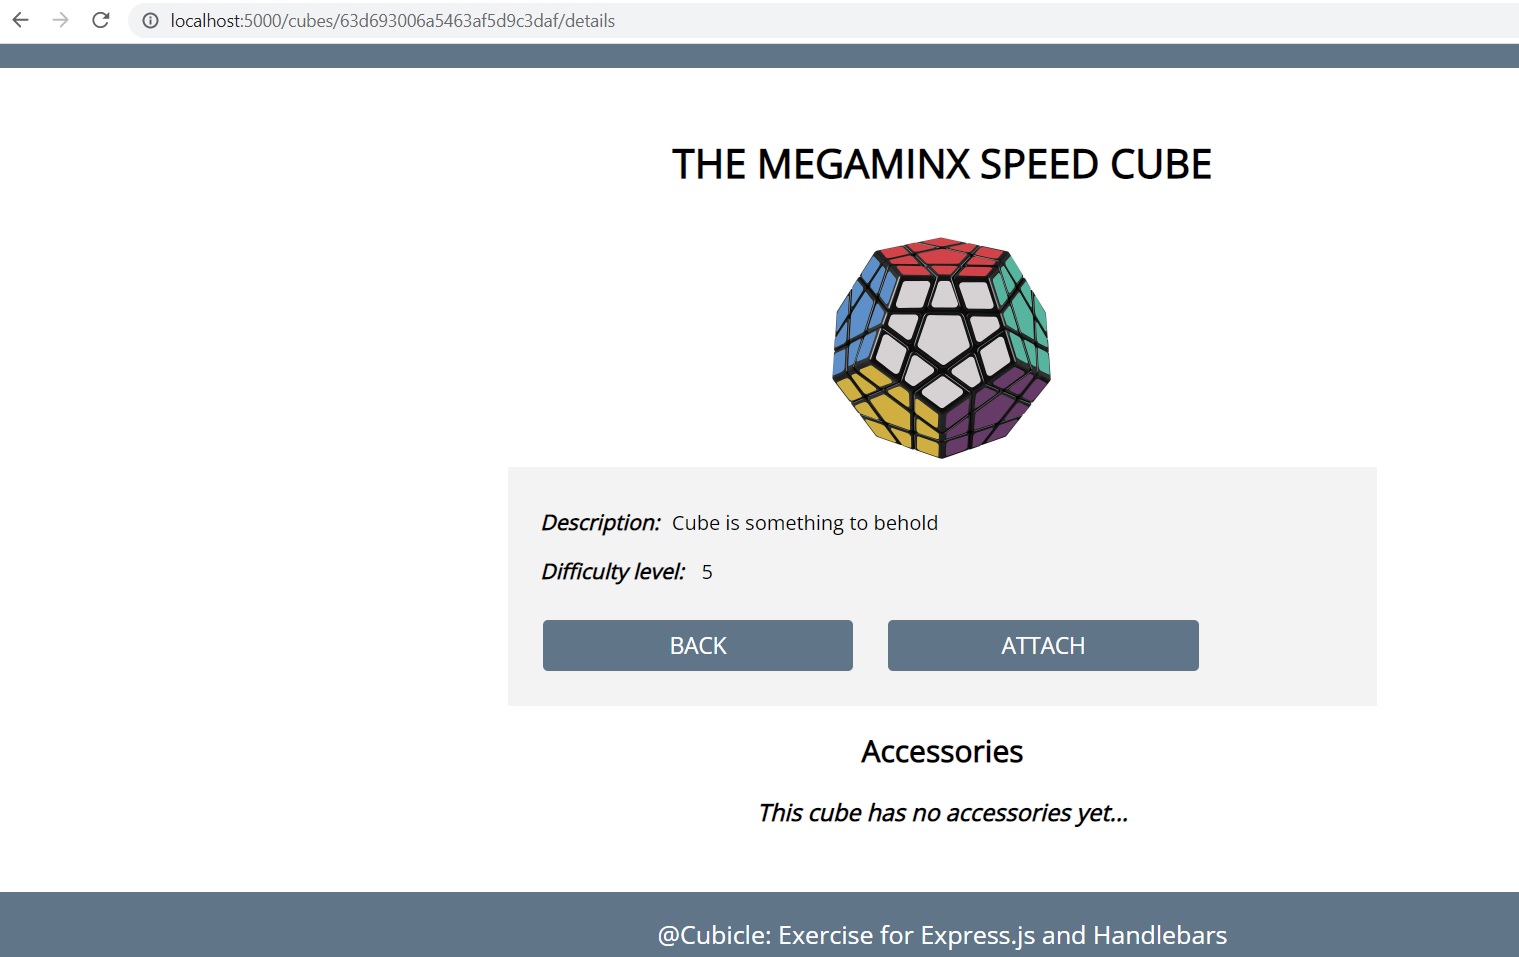 localhost:5000/cubes/63d693006a5463af5d9c3daf/details
THE MEGAMINX SPEED CUBE
Description: Cube is something to behold
Difficulty level: 5
BACK ATTACH
Accessories
This cube has no accessories yet...
@Cubicle: Exercise for Express.js and Handlebars